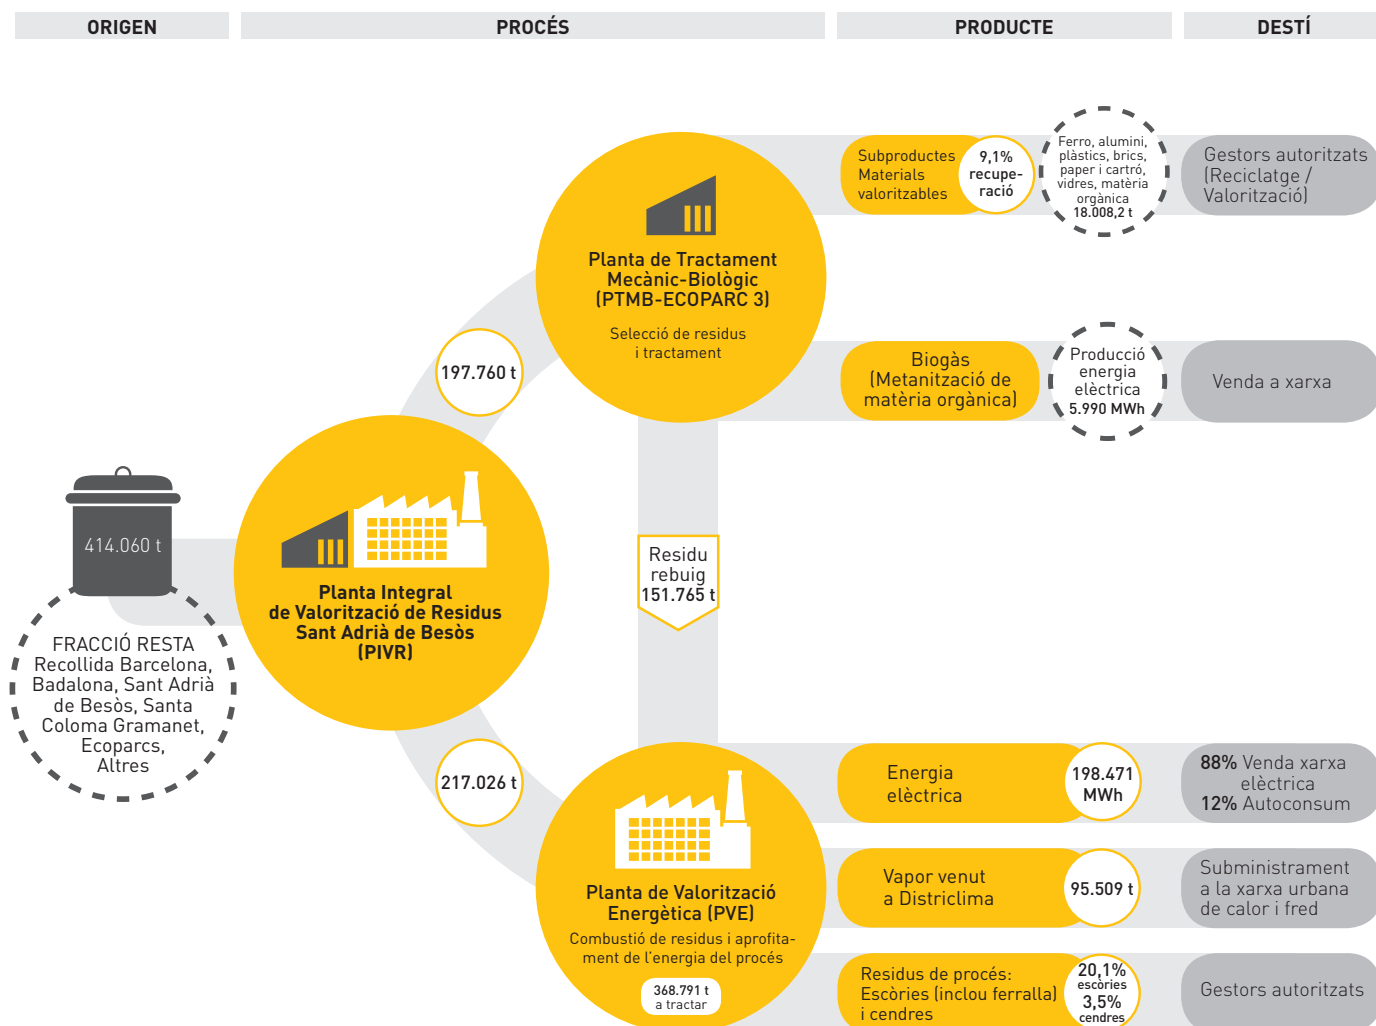 ORIGEN
PROCÉS
PRODUCTE
DESTÍ
414.060 t
FRACCIÓ RESTA
Recollida Barcelona,
Badalona, Sant Adrià
de Besòs, Santa
Coloma Gramanet,
Ecoparcs,
Altres
Planta Integral
de Valorització de Residus
Sant Adrià de Besòs
(PIVR)
197.760 t
217.026 t
Planta de Tractament
Mecànic-Biològic
(PTMB-ECOPARC 3)
Selecció de residus
i tractament
Residu
rebuig
151.765 t
Planta de Valorització
Energètica (PVE)
Combustió de residus i aprofita-
ment de l’energia del procés
368.791 t
a tractar
Subproductes
Materials
valoritzables
9,1%
recupe-
ració
Ferro, alumini,
plàstics, brics,
paper i cartró,
vidres, matèria
orgànica
18.008,2 t
Gestors autoritzats
(Reciclatge /
Valorització)
Biogàs
(Metanització de
matèria orgànica)
Producció
energia
elèctrica
5.990 MWh
Venda a xarxa
Energia
elèctrica
198.471
MWh
88% Venda xarxa
elèctrica
12% Autoconsum
Vapor venut
a Districlima
95.509 t
Subministrament
a la xarxa urbana
de calor i fred
Residus de procés:
Escòries (inclou ferralla)
i cendres
20,1%
escòries
3,5%
cendres
Gestors autoritzats